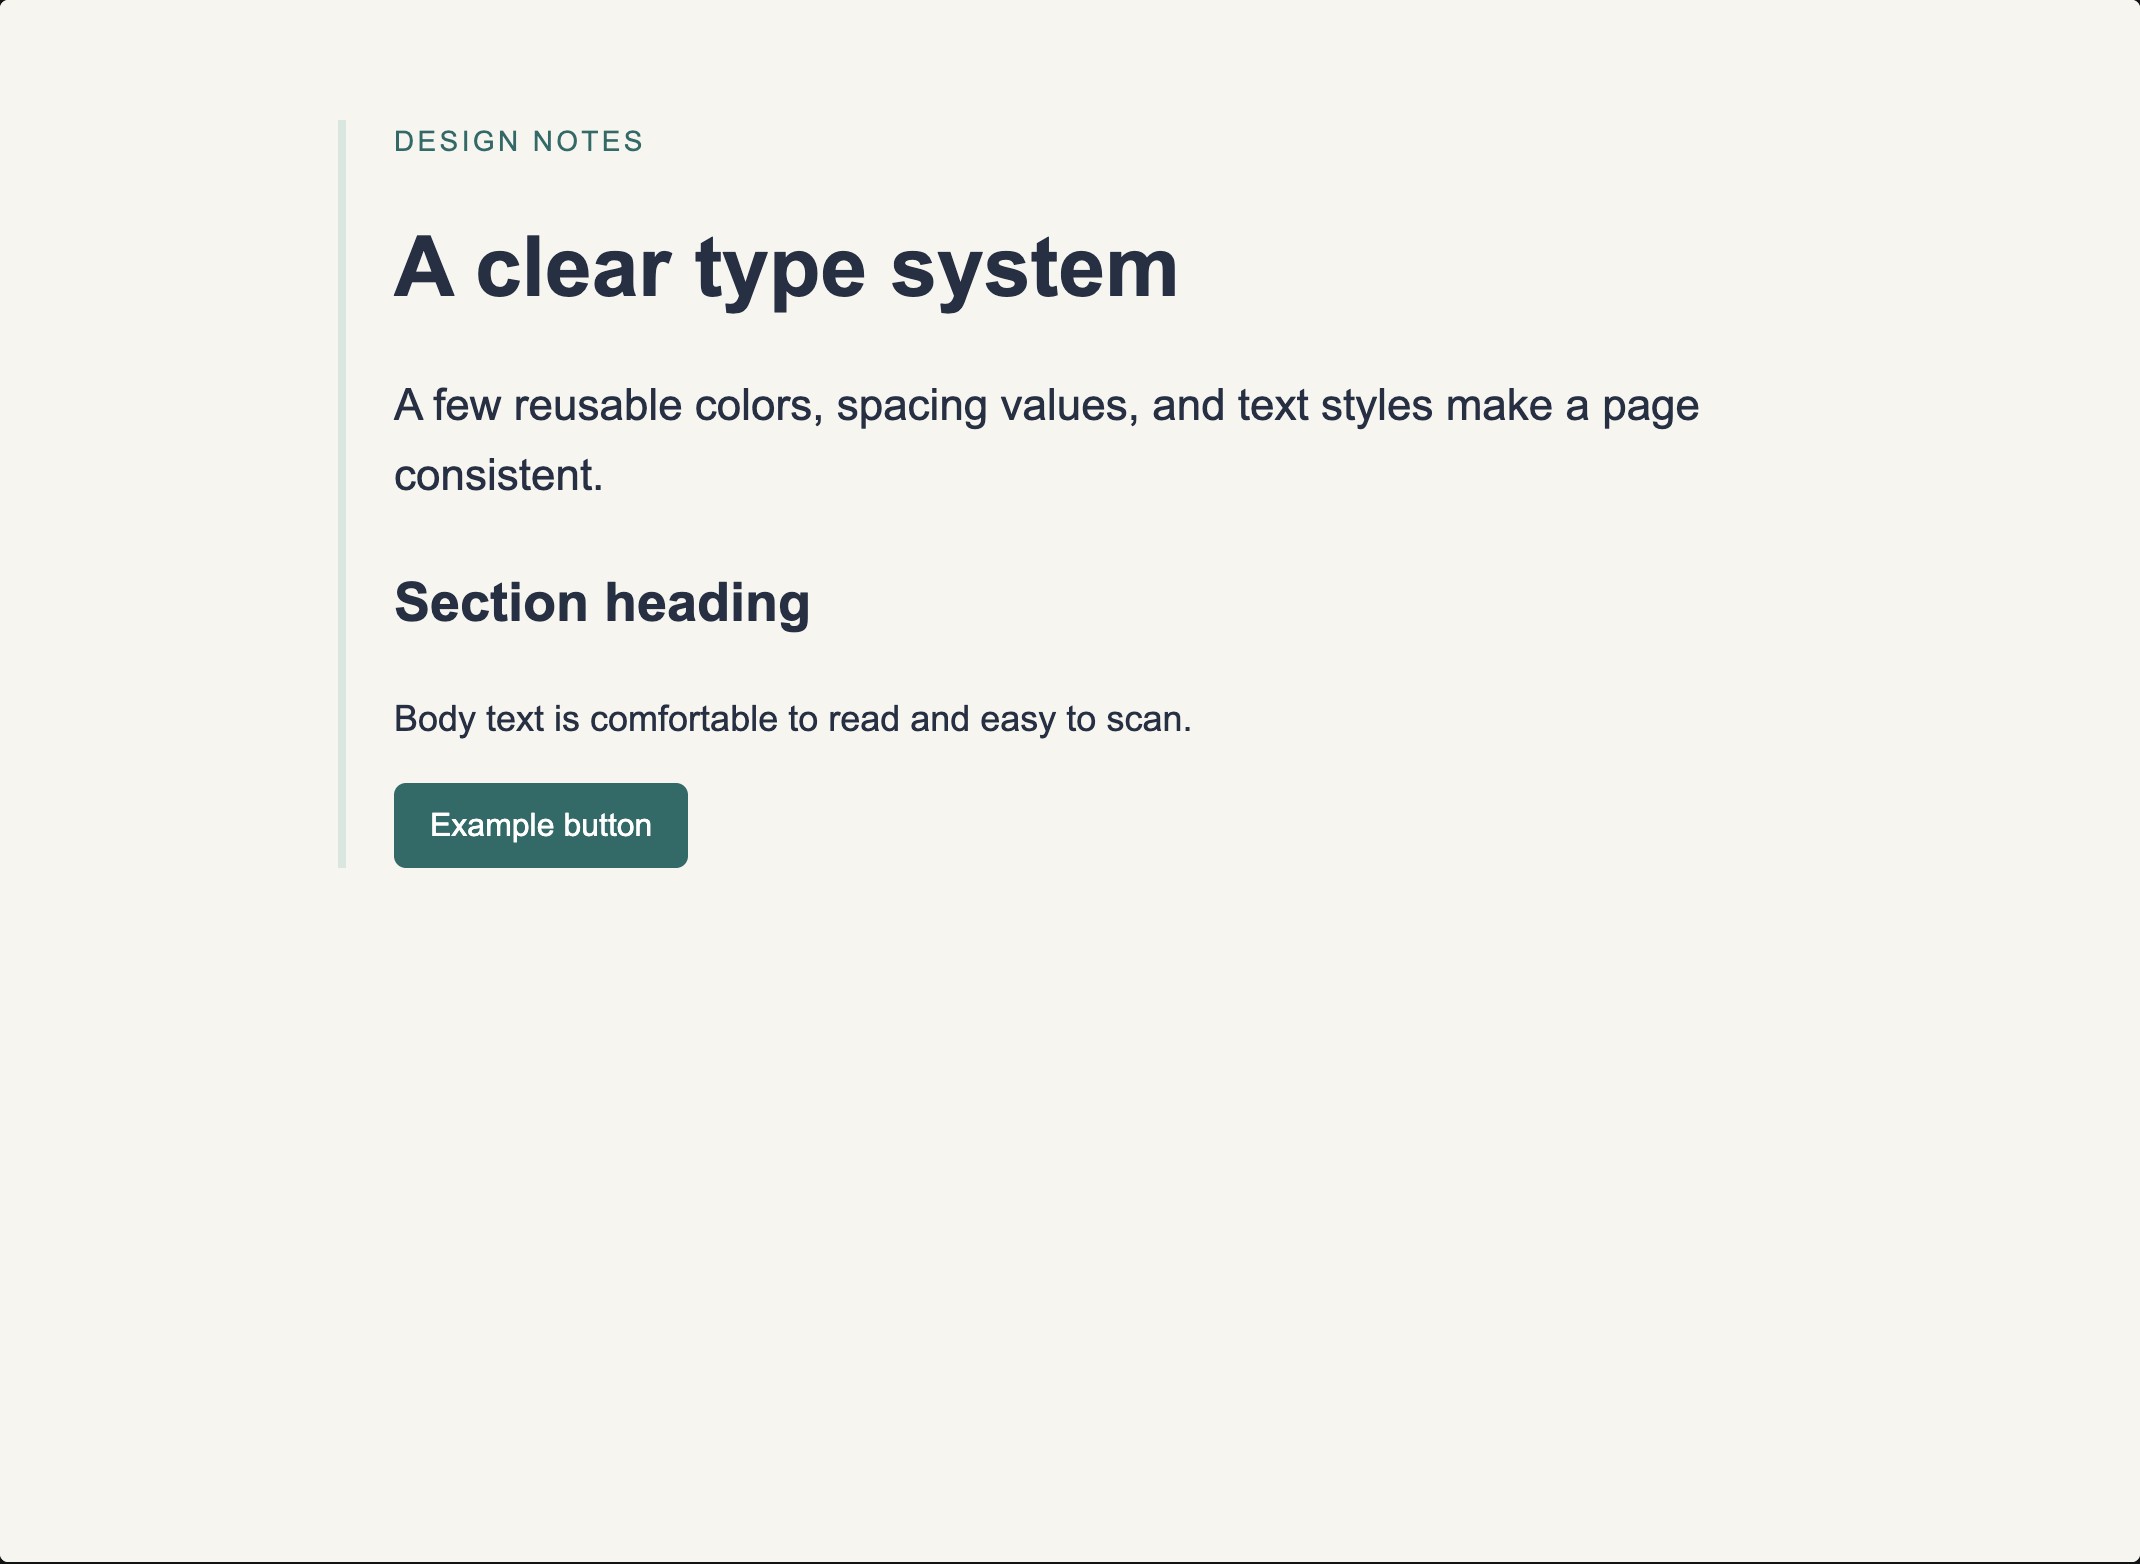 DESIGN NOTES
A clear type system
A few reusable colors, spacing values, and text styles make a page
consistent.
Section heading
Body text is comfortable to read and easy to scan.
Example button